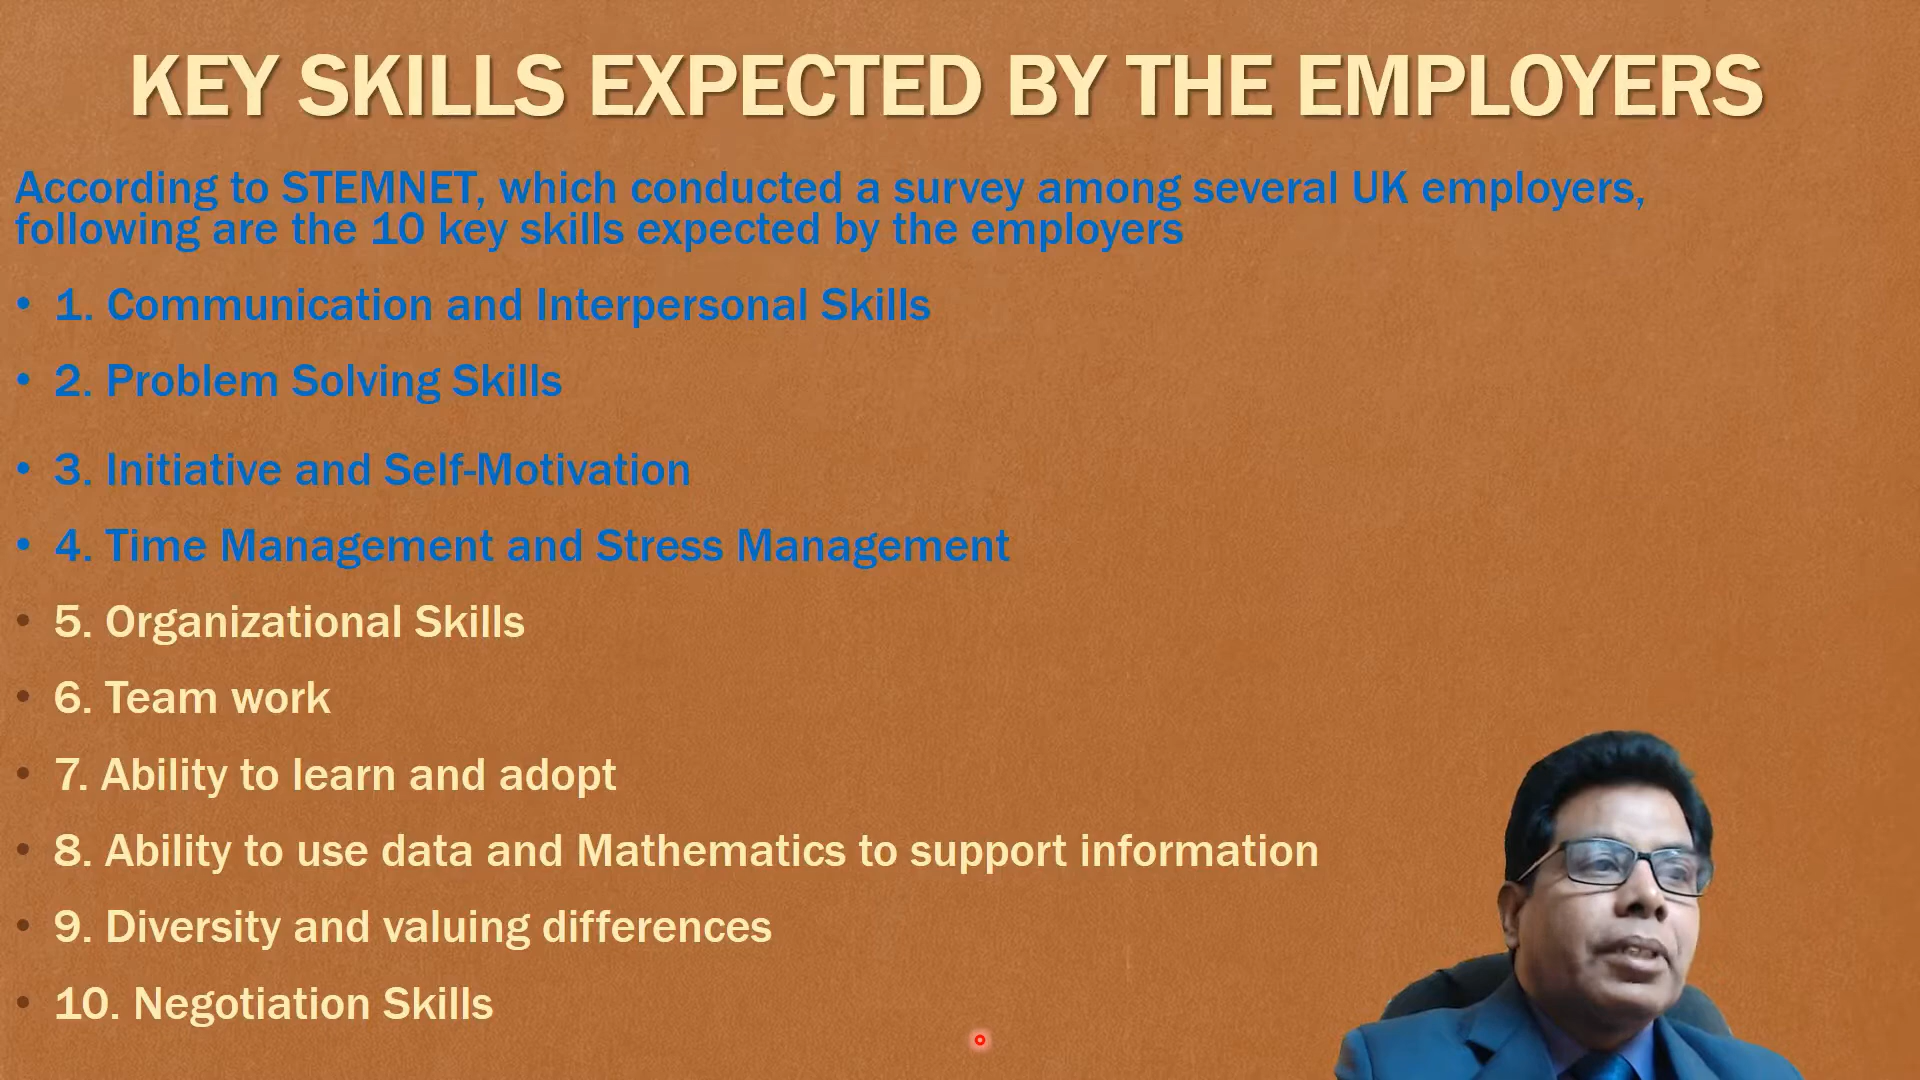 KEY SKILLS EXPECTED BY THE EMPLOYERS
According to STEMNET, which conducted a survey among several UK employers,
following are the 10 key skills expected by the employers
• 1. Communication and Interpersonal Skills
• 2. Problem Solving Skills
• 3. Initiative and Self-Motivation
• 4. Time Management and Stress Management
• 5. Organizational Skills
• 6. Team work
• 7. Ability to learn and adopt
• 8. Ability to use data and Mathematics to support information
• 9. Diversity and valuing differences
• 10. Negotiation Skills